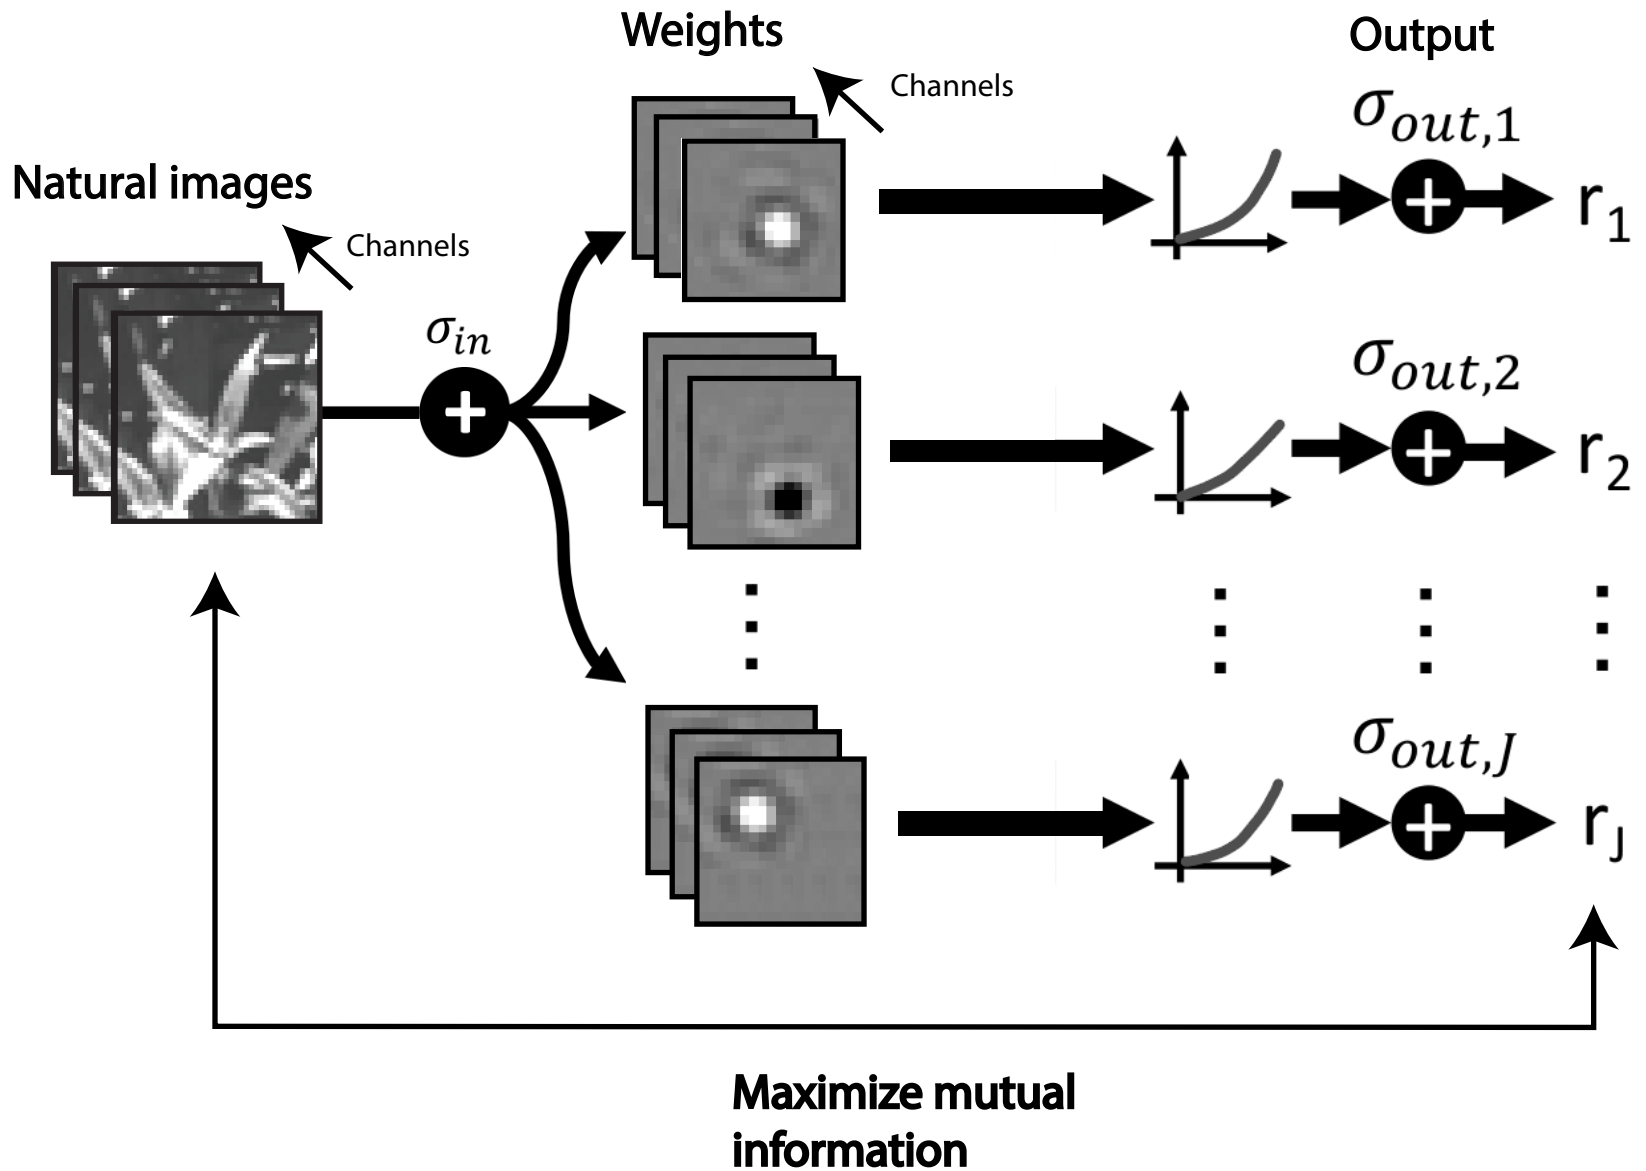 Weights
Output
Channels
σout,1
Natural images
Channels
r1
σin
σout,2
r2
σout,J
rJ
Maximize mutual
information